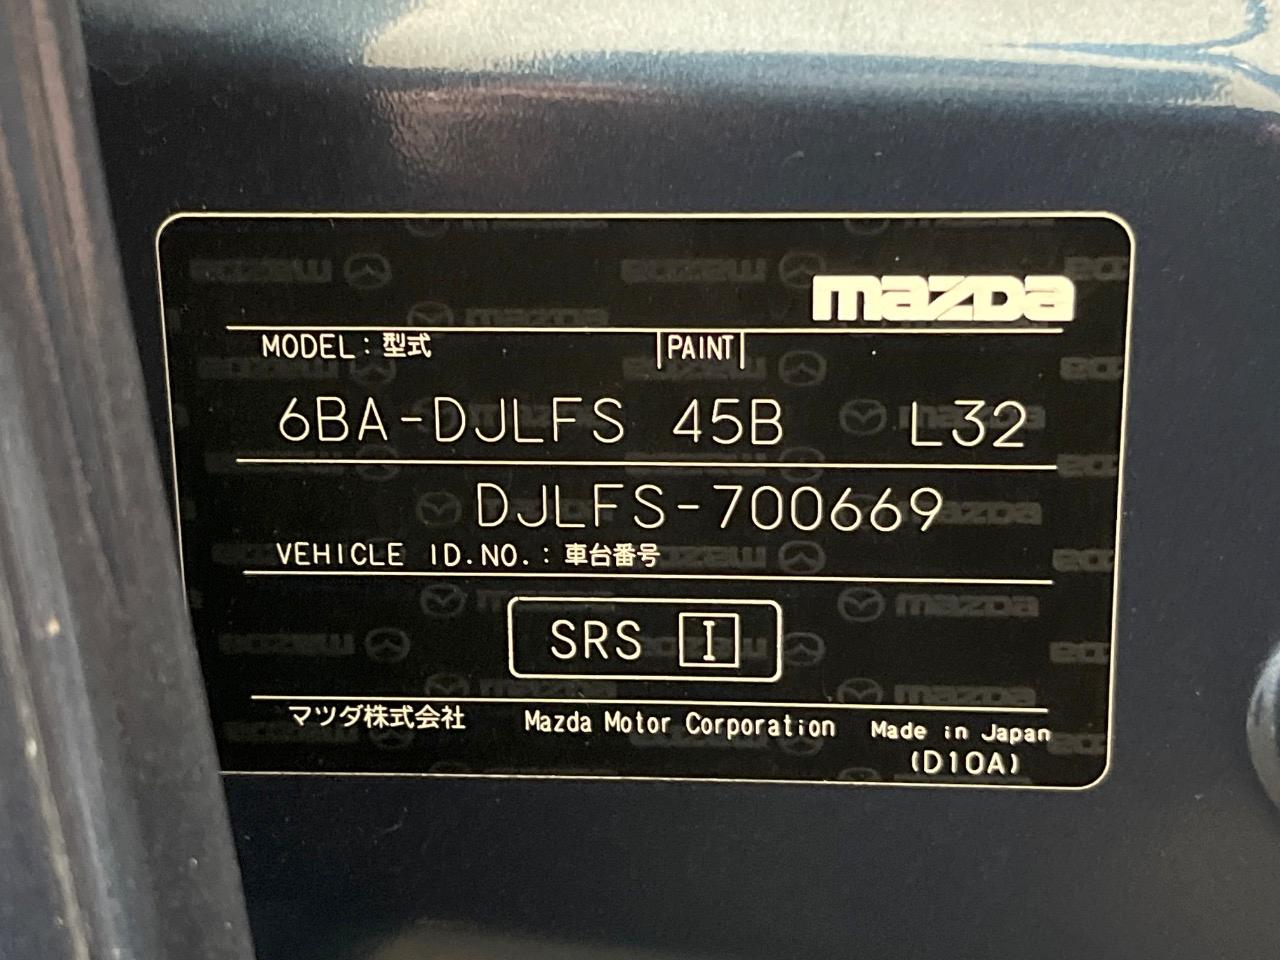 mazda
MODEL : 型式 |PAINT|
6BA-DJLFS 45B L32
DJLFS-700669
VEHICLE ID.NO. : 車台番号
SRS I
マツダ株式会社 Mazda Motor Corporation Made in Japan
(D10A)